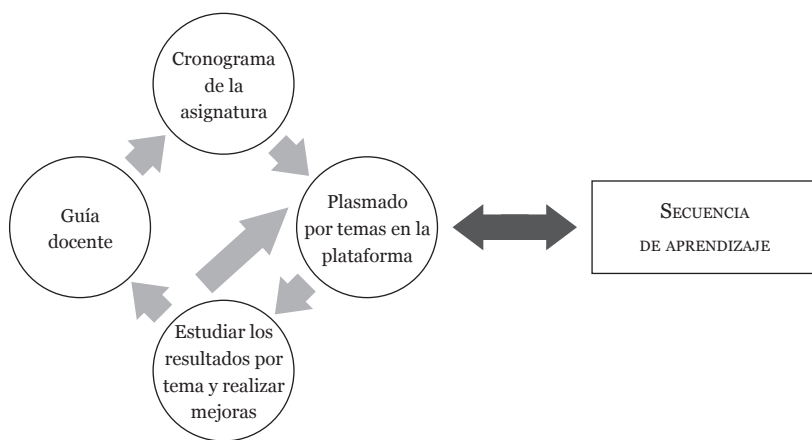 Cronograma
de la
asignatura
Guía
docente
Plasmado
por temas en la
plataforma
Secuencia
de aprendizaje
Estudiar los
resultados por
tema y realizar
mejoras